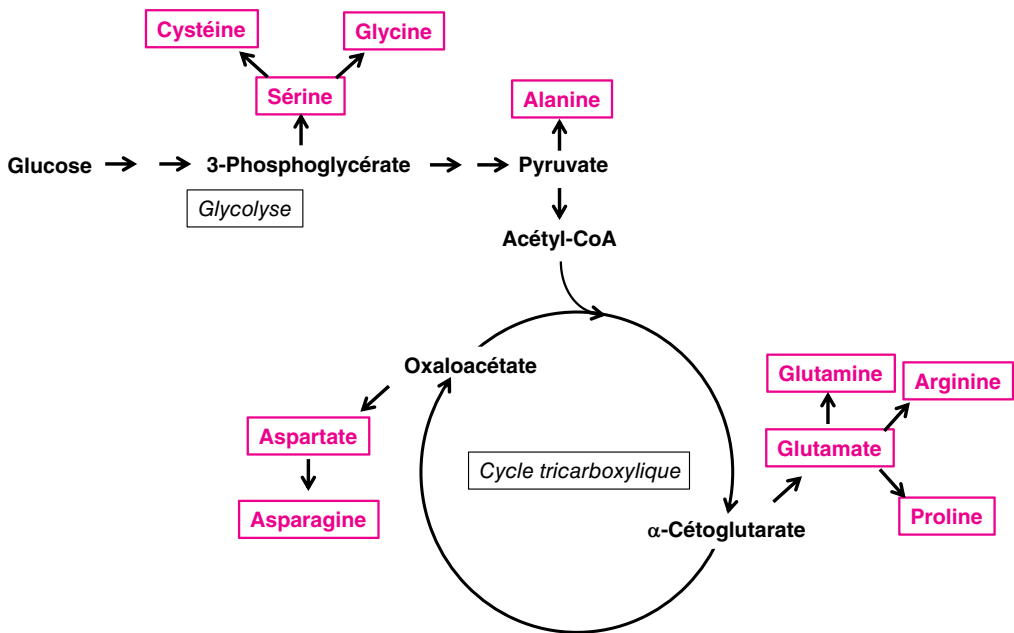 Cystéine
Glycine
Sérine
Alanine
Glucose
3-Phosphoglycérate
Pyruvate
Glycolyse
Acétyl-CoA
Oxaloacétate
Glutamine
Arginine
Aspartate
Glutamate
Cycle tricarboxylique
Asparagine
Proline
α-Cétoglutarate